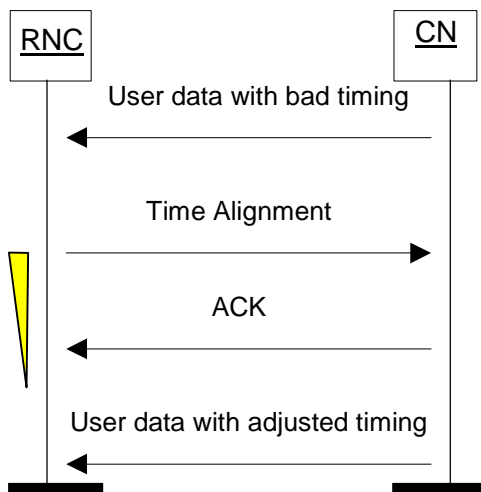 RNC
CN
User data with bad timing
Time Alignment
ACK
User data with adjusted timing